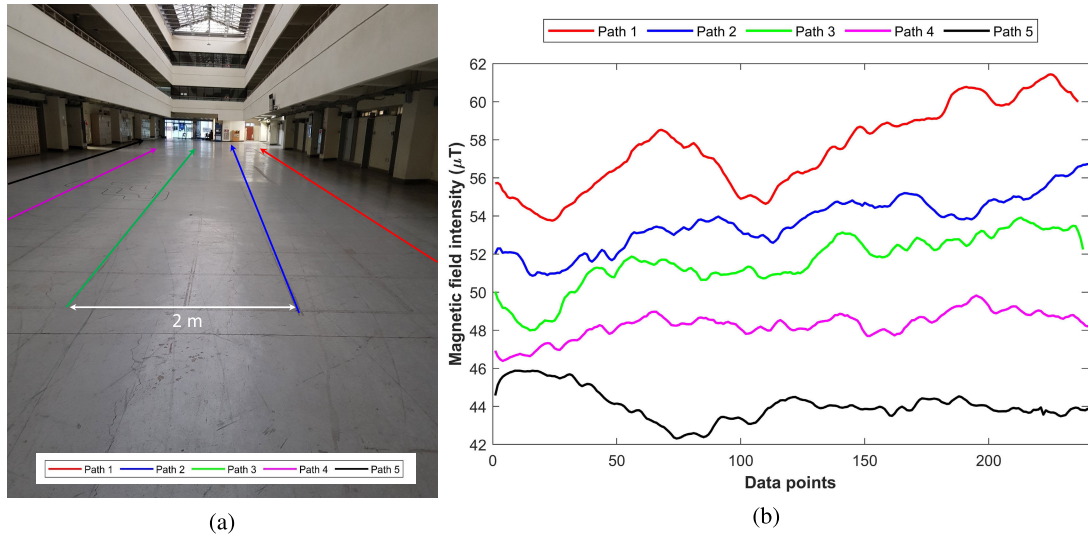 2 m
Path 1 Path 2 Path 3 Path 4 Path 5
(a)
Path 1 Path 2 Path 3 Path 4 Path 5
Magnetic field intensity (μT)
62
60
58
56
54
52
50
48
46
44
42
0 50 100 150 200
Data points
(b)